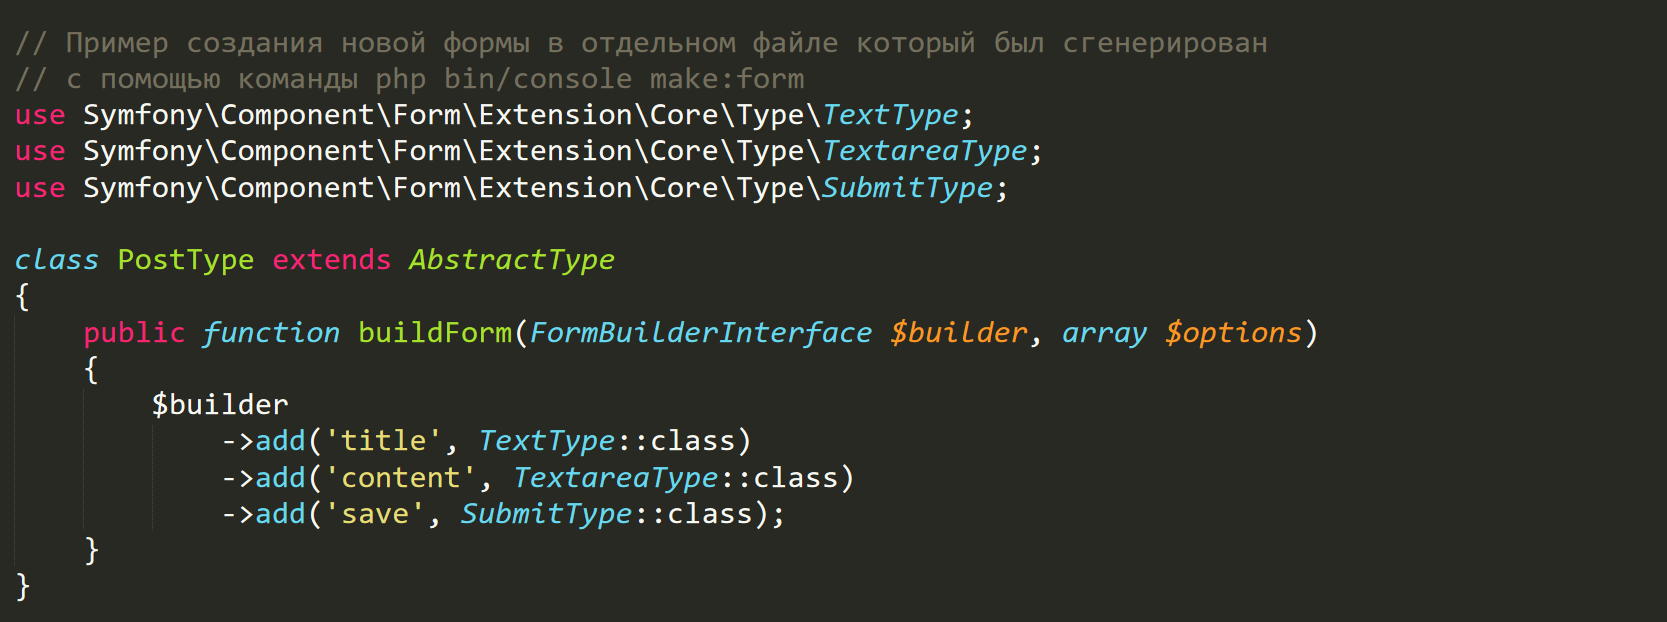 // Пример создания новой формы в отдельном файле который был сгенерирован
// с помощью команды php bin/console make:form
use Symfony\Component\Form\Extension\Core\Type\TextType;
use Symfony\Component\Form\Extension\Core\Type\TextareaType;
use Symfony\Component\Form\Extension\Core\Type\SubmitType;

class PostType extends AbstractType
{
    public function buildForm(FormBuilderInterface $builder, array $options)
    {
        $builder
            ->add('title', TextType::class)
            ->add('content', TextareaType::class)
            ->add('save', SubmitType::class);
    }
}